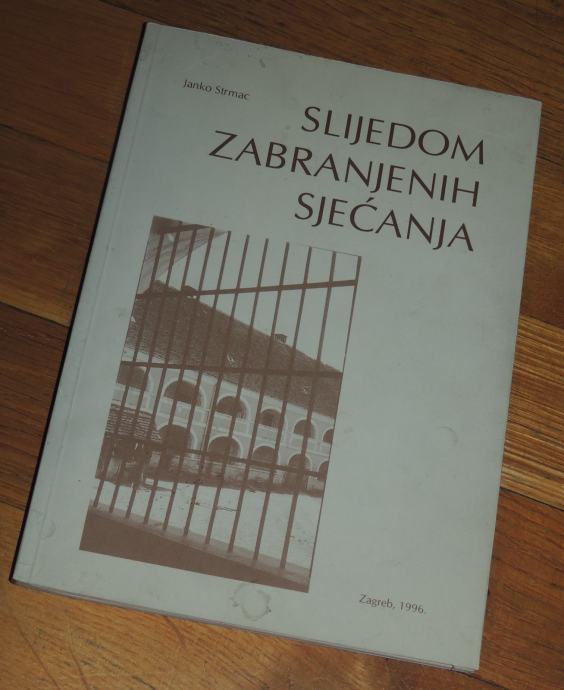 Janko Strmac
SLIJEDOM
ZABRANJENIH
SJEĆANJA
Zagreb, 1996.